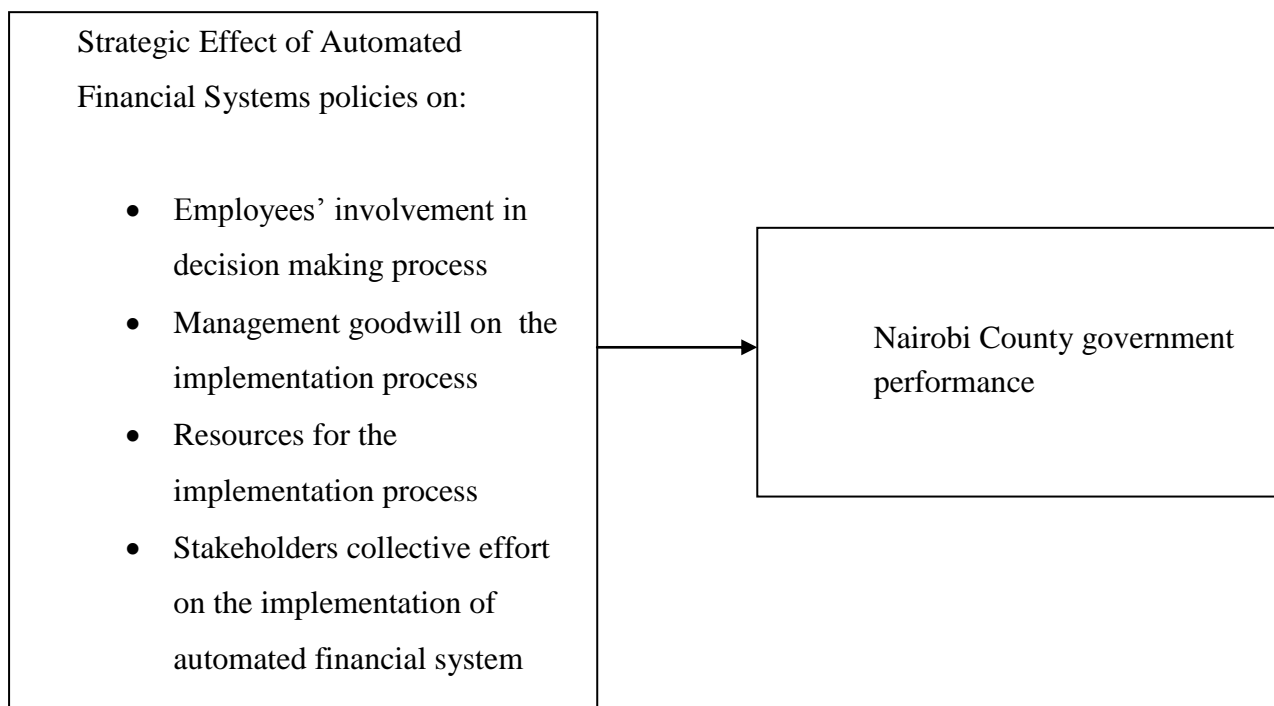 Strategic Effect of Automated
Financial Systems policies on:
• Employees’ involvement in
decision making process
• Management goodwill on the
implementation process
• Resources for the
implementation process
• Stakeholders collective effort
on the implementation of
automated financial system
Nairobi County government
performance